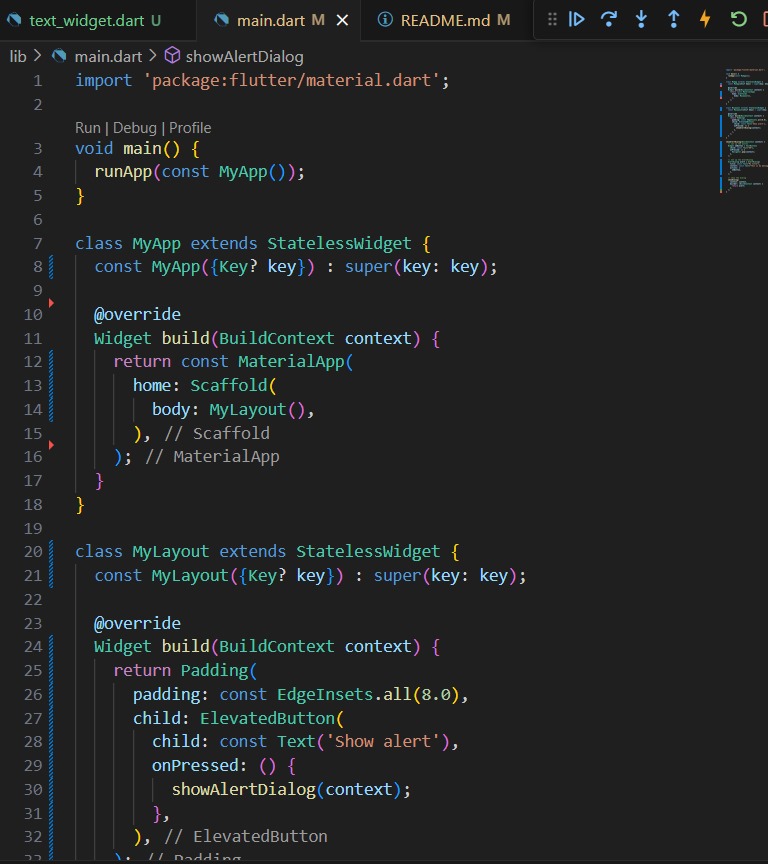 text_widget.dart U main.dart M README.md M
lib > main.dart > showAlertDialog
1 import 'package:flutter/material.dart';
2
Run | Debug | Profile
3 void main() {
4   runApp(const MyApp());
5 }
6
7 class MyApp extends StatelessWidget {
8   const MyApp({Key? key}) : super(key: key);
9
10   @override
11   Widget build(BuildContext context) {
12     return const MaterialApp(
13       home: Scaffold(
14         body: MyLayout(),
15       ), // Scaffold
16     ); // MaterialApp
17   }
18 }
19
20 class MyLayout extends StatelessWidget {
21   const MyLayout({Key? key}) : super(key: key);
22
23   @override
24   Widget build(BuildContext context) {
25     return Padding(
26       padding: const EdgeInsets.all(8.0),
27       child: ElevatedButton(
28         child: const Text('Show alert'),
29         onPressed: () {
30           showAlertDialog(context);
31         },
32       ), // ElevatedButton
33     ); // Padding